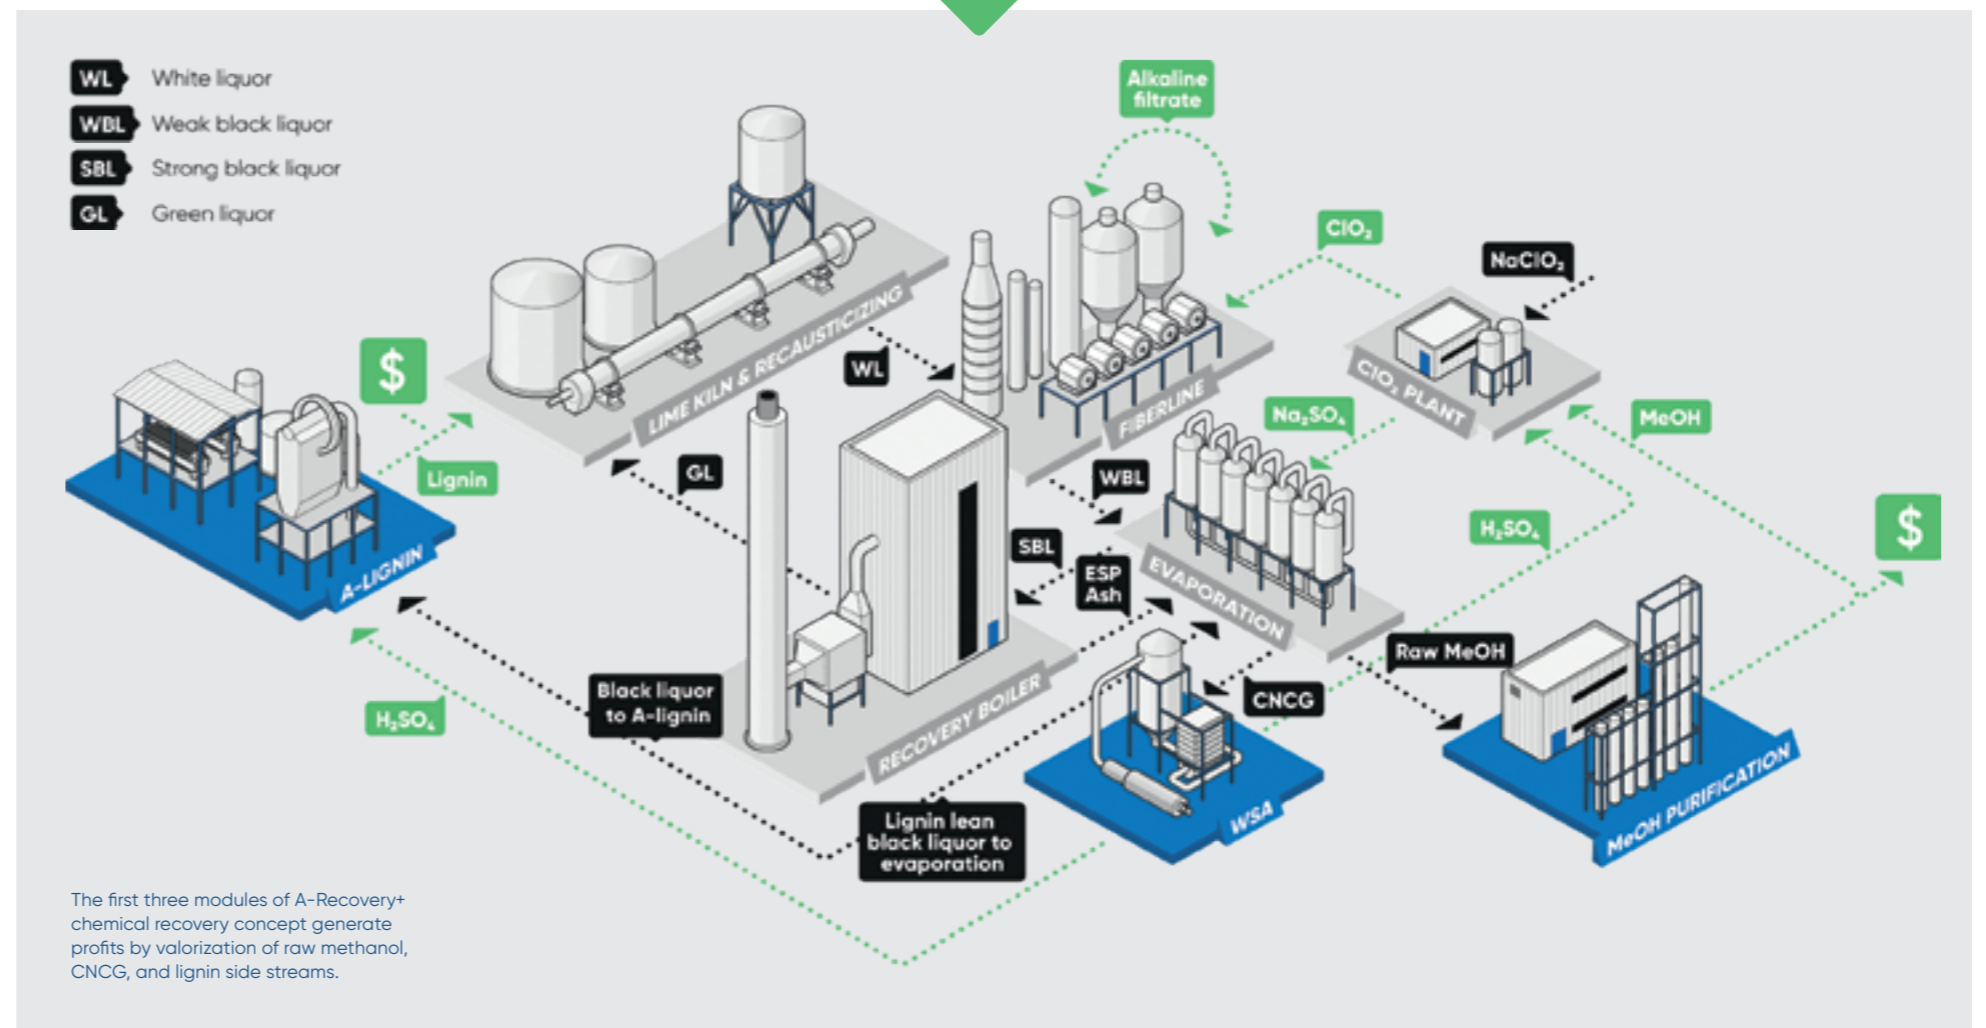 WL White liquor
WBL Weak black liquor
SBL Strong black liquor
GL Green liquor
Alkaline
filtrate
ClO₂
NaClO₂
LIME KILN & RECAUSTICIZING
WL
FIBERLINE
ClO₂ PLANT
$
Lignin
Na₂SO₄
MeOH
GL
WBL
H₂SO₄
$
SBL
ESP
Ash
EVAPORATION
A-LIGNIN
Raw MeOH
Black liquor
to A-lignin
H₂SO₄
CNCG
RECOVERY BOILER
WSA
MeOH PURIFICATION
Lignin lean
black liquor to
evaporation
The first three modules of A-Recovery+
chemical recovery concept generate
profits by valorization of raw methanol,
CNCG, and lignin side streams.